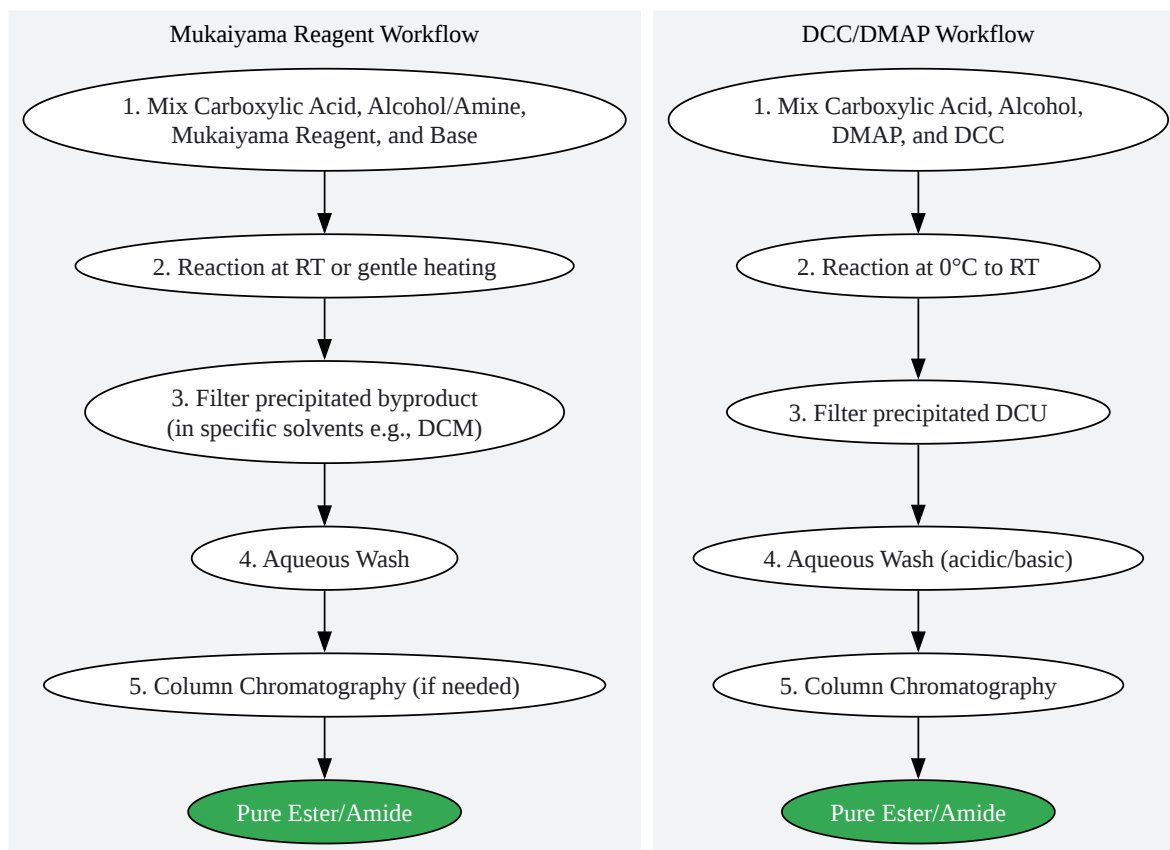 Mukaiyama Reagent Workflow
1. Mix Carboxylic Acid, Alcohol/Amine,
Mukaiyama Reagent, and Base
2. Reaction at RT or gentle heating
3. Filter precipitated byproduct
(in specific solvents e.g., DCM)
4. Aqueous Wash
5. Column Chromatography (if needed)
Pure Ester/Amide
DCC/DMAP Workflow
1. Mix Carboxylic Acid, Alcohol,
DMAP, and DCC
2. Reaction at 0°C to RT
3. Filter precipitated DCU
4. Aqueous Wash (acidic/basic)
5. Column Chromatography
Pure Ester/Amide